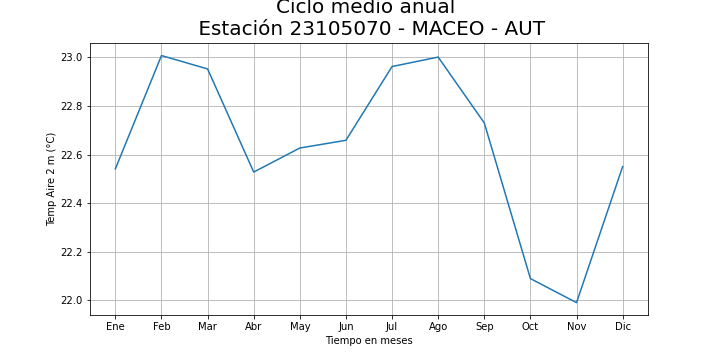 Ciclo medio anual
Estación 23105070 - MACEO - AUT
23.0
22.8
22.6
22.4
22.2
22.0
Temp Aire 2 m (°C)
Ene Feb Mar Abr May Jun Jul Ago Sep Oct Nov Dic
Tiempo en meses